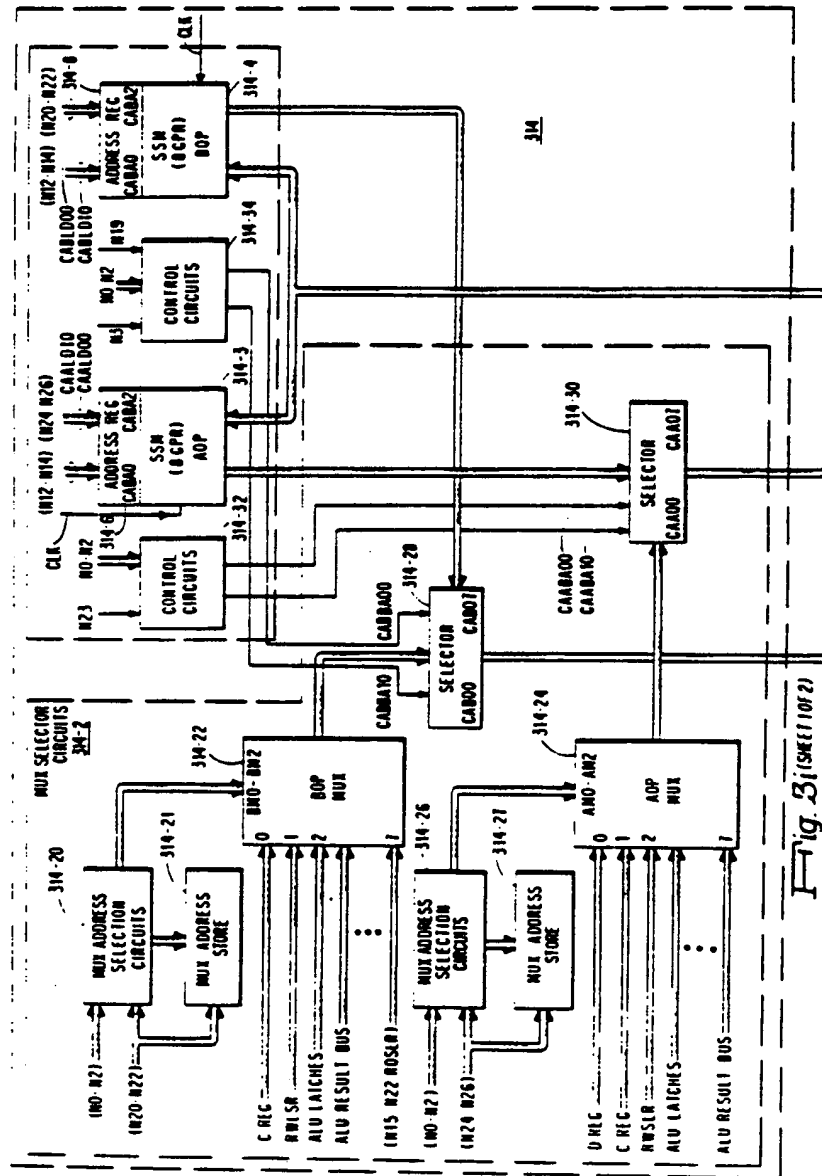 MUX SELECTOR
CIRCUITS
314-2
314-20
MUX ADDRESS
SELECTION
CIRCUITS
314-21
MUX ADDRESS
STORE
(N0-N2)
(N20-N22)
314-22
BM0-BM2
BOP
MUX
0
1
2
7
C REG
RWLSR
ALU LATCHES
ALU RESULT BUS
314-26
MUX ADDRESS
SELECTION
CIRCUITS
314-27
MUX ADDRESS
STORE
(N0-N2)
(N24 N26)
314-24
AM0-AM2
AOP
MUX
0
1
2
7
D REG
C REG
RWSLR
ALU LATCHES
ALU RESULT BUS
N23
N0-N2
CONTROL
CIRCUITS
314-32
CLK
314-6
(N12-N14) (N24 N26)
CAALD10
CAALD00
ADDRESS REG
CABA0 CABA2
SSM
(8GPR)
AOP
314-3
N3
N0-N2
N19
CONTROL
CIRCUITS
314-34
CABLD00
CABLD10
(N12-N14) (N20-N22)
314-8
ADDRESS REG
CABA0 CABA2
SSM
(8GPR)
BOP
314-4
CLK
CABBA10
CABBA00
314-28
SELECTOR
CAB00 CAB07
CAABA00
CAABA10
314-30
SELECTOR
CAA00 CAA07
314
Fig. 3i (SHEET 1 OF 2)